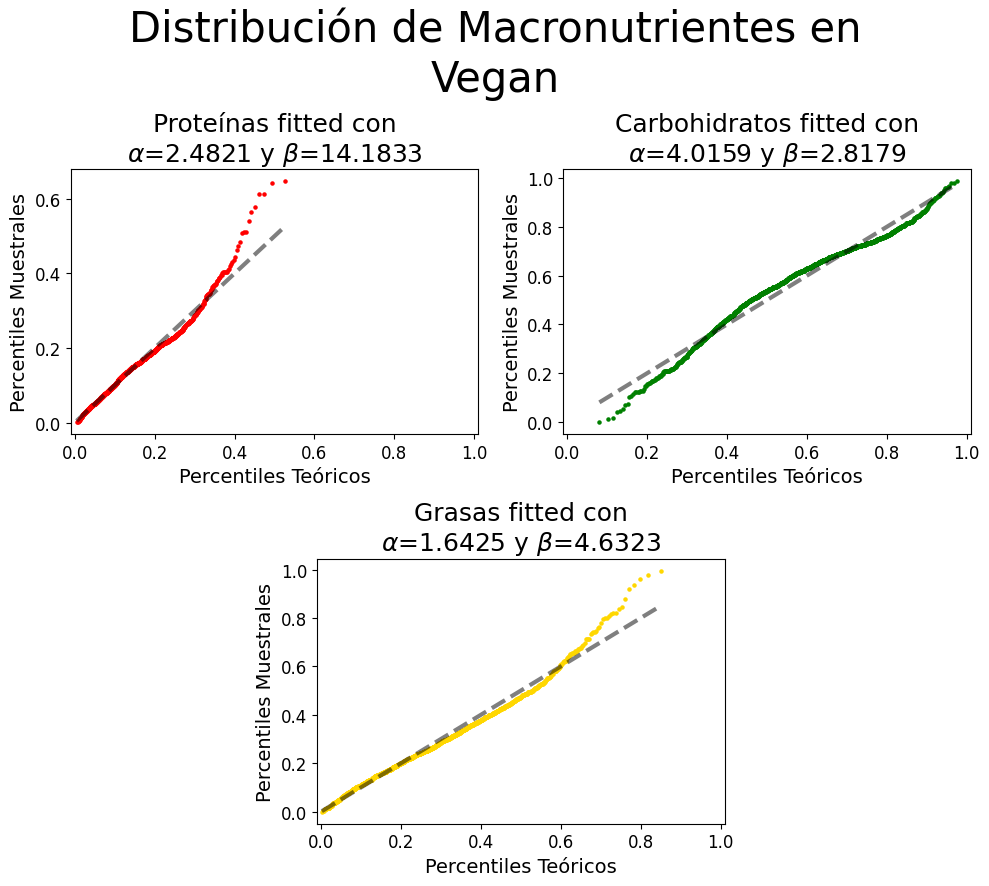 Distribución de Macronutrientes en
Vegan
Proteínas fitted con
α=2.4821 y β=14.1833
Percentiles Muestrales
0.6
0.4
0.2
0.0
0.0 0.2 0.4 0.6 0.8 1.0
Percentiles Teóricos
Carbohidratos fitted con
α=4.0159 y β=2.8179
Percentiles Muestrales
1.0
0.8
0.6
0.4
0.2
0.0
0.0 0.2 0.4 0.6 0.8 1.0
Percentiles Teóricos
Grasas fitted con
α=1.6425 y β=4.6323
Percentiles Muestrales
1.0
0.8
0.6
0.4
0.2
0.0
0.0 0.2 0.4 0.6 0.8 1.0
Percentiles Teóricos